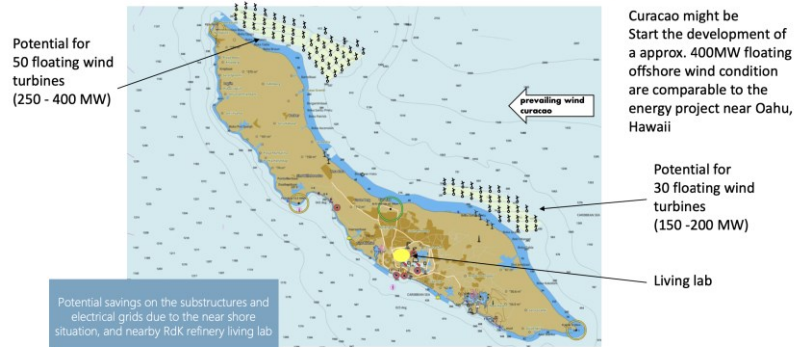 Potential for
50 floating wind
turbines
(250 - 400 MW)
Curacao might be
Start the development of
a approx. 400MW floating
offshore wind condition
are comparable to the
energy project near Oahu,
Hawaii
prevailing wind
curacao
Potential for
30 floating wind
turbines
(150 -200 MW)
Living lab
Potential savings on the substructures and
electrical grids due to the near shore
situation, and nearby RdK refinery living lab